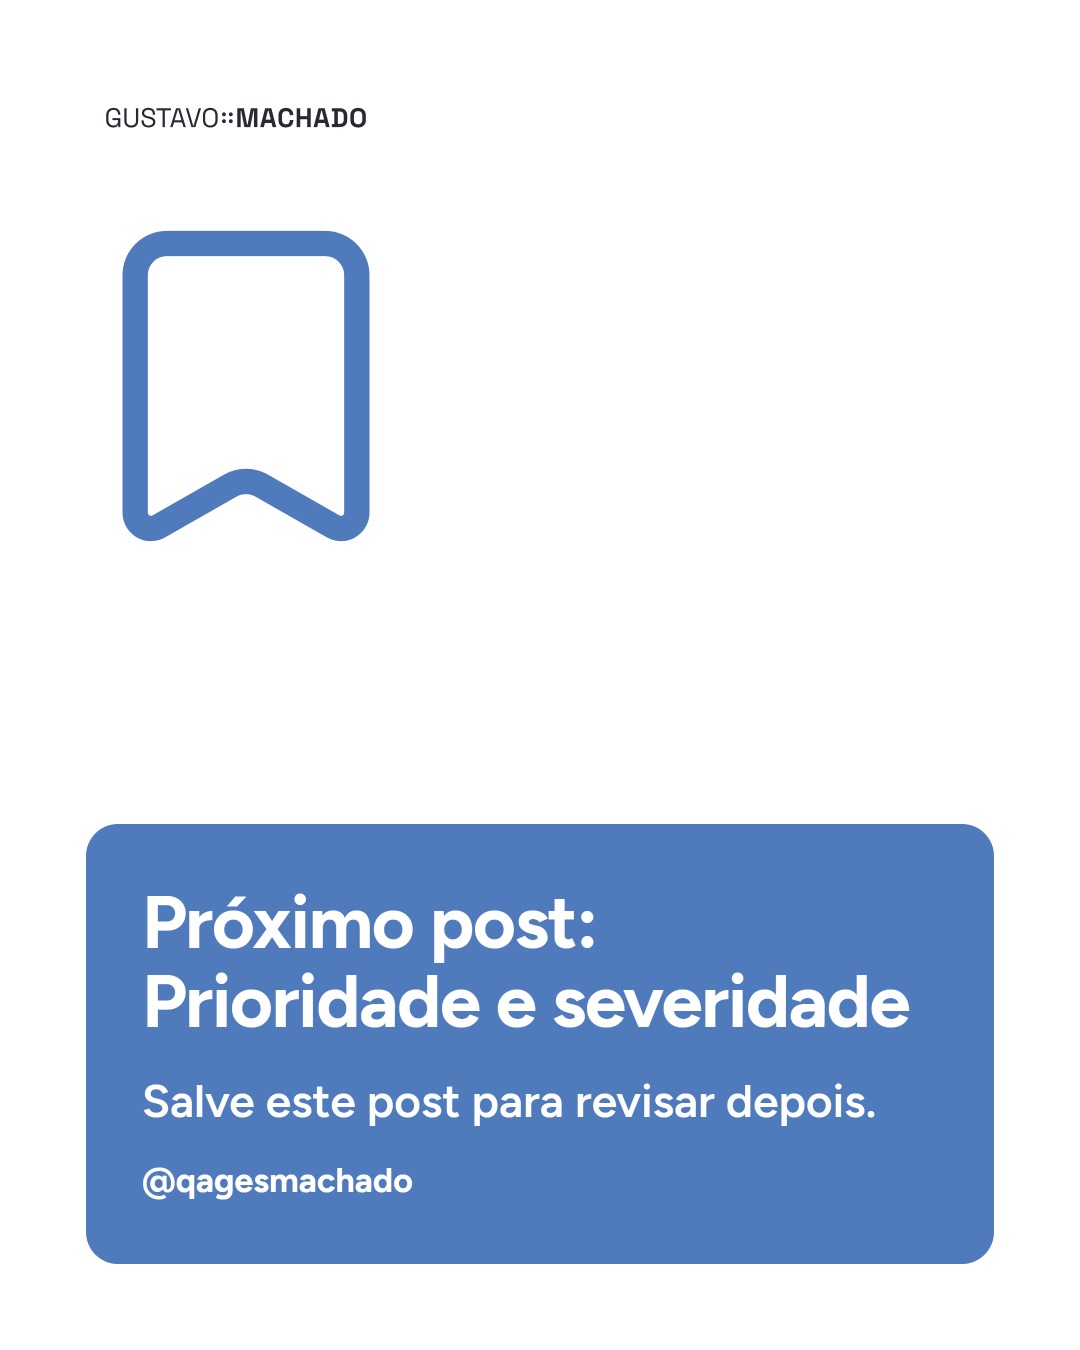 GUSTAVO::MACHADO
Próximo post:
Prioridade e severidade
Salve este post para revisar depois.
@qagesmachado